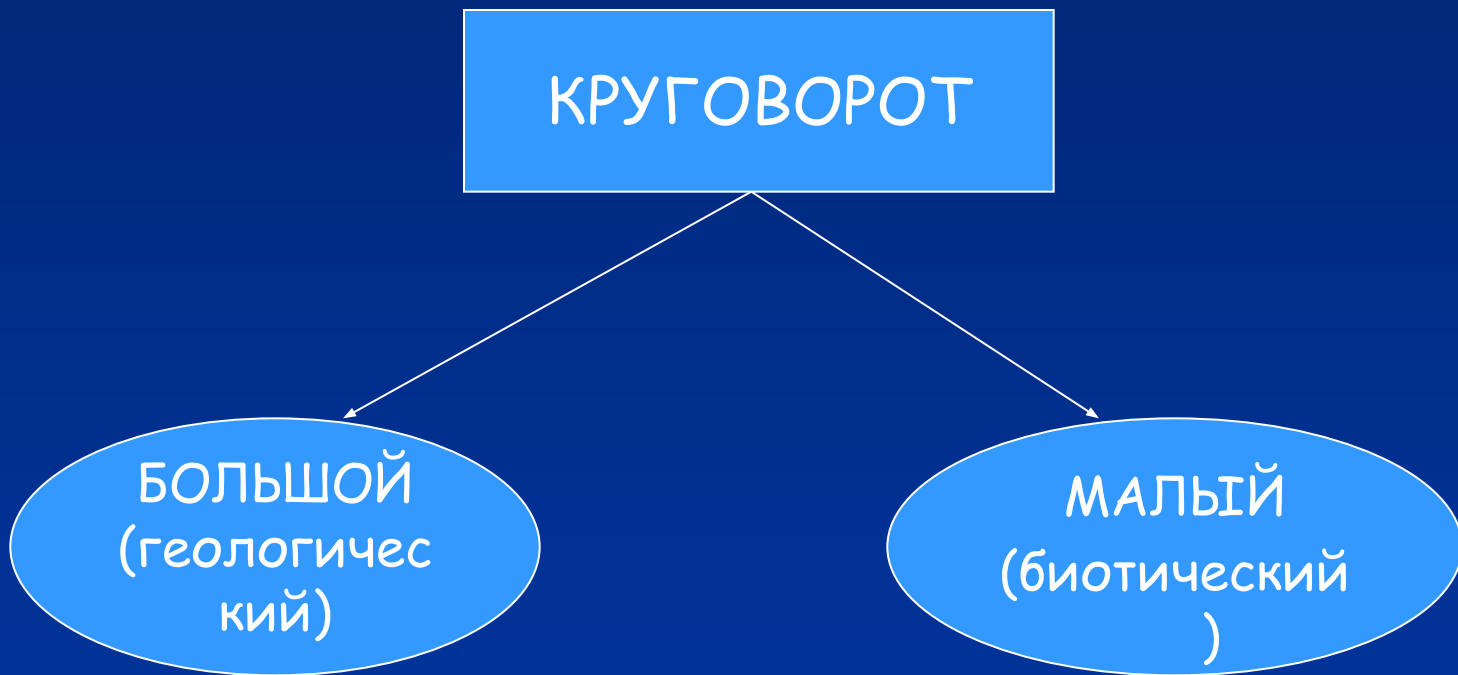 КРУГОВОРОТ
БОЛЬШОЙ
(геологичес
кий)
МАЛЫЙ
(биотический
)